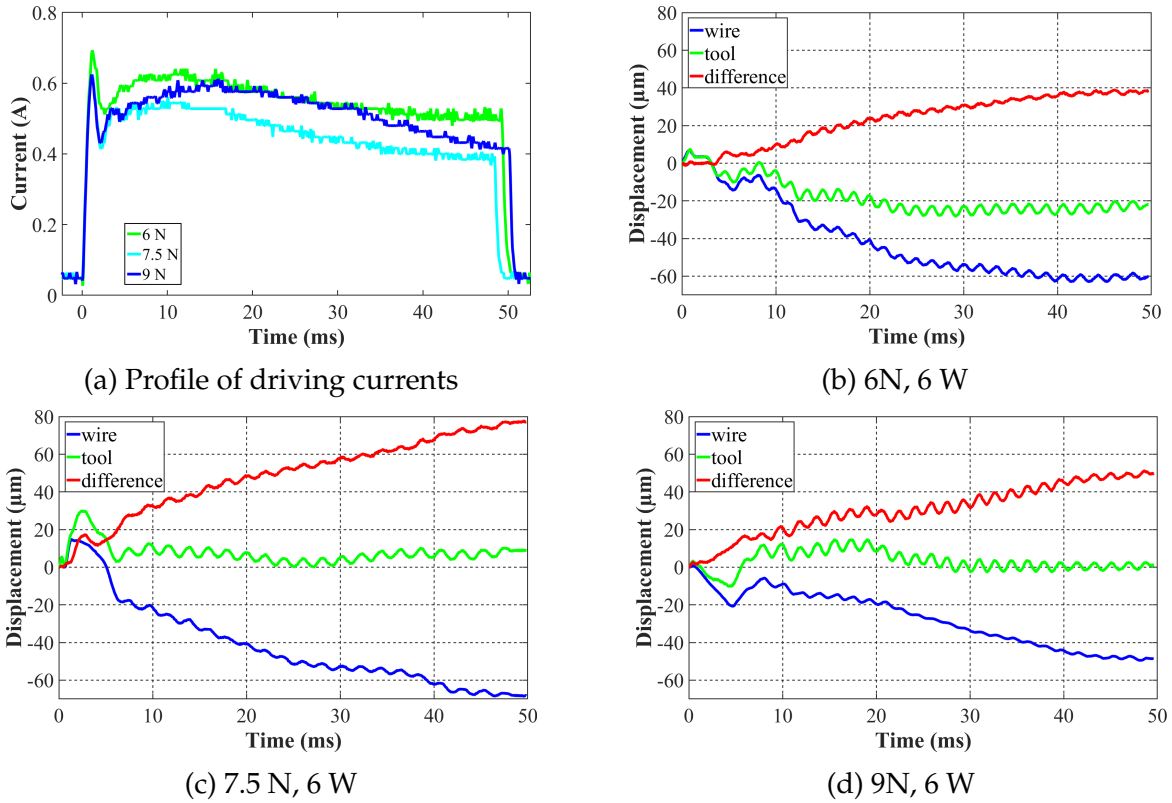 0.8
0.6
0.4
0.2
0
Current (A)
6 N
7.5 N
9 N
0 10 20 30 40 50
Time (ms)
(a) Profile of driving currents
80
60
40
20
0
-20
-40
-60
Displacement (μm)
wire
tool
difference
0 10 20 30 40 50
Time (ms)
(b) 6N, 6 W
80
60
40
20
0
-20
-40
-60
Displacement (μm)
wire
tool
difference
0 10 20 30 40 50
Time (ms)
(c) 7.5 N, 6 W
80
60
40
20
0
-20
-40
-60
Displacement (μm)
wire
tool
difference
0 10 20 30 40 50
Time (ms)
(d) 9N, 6 W